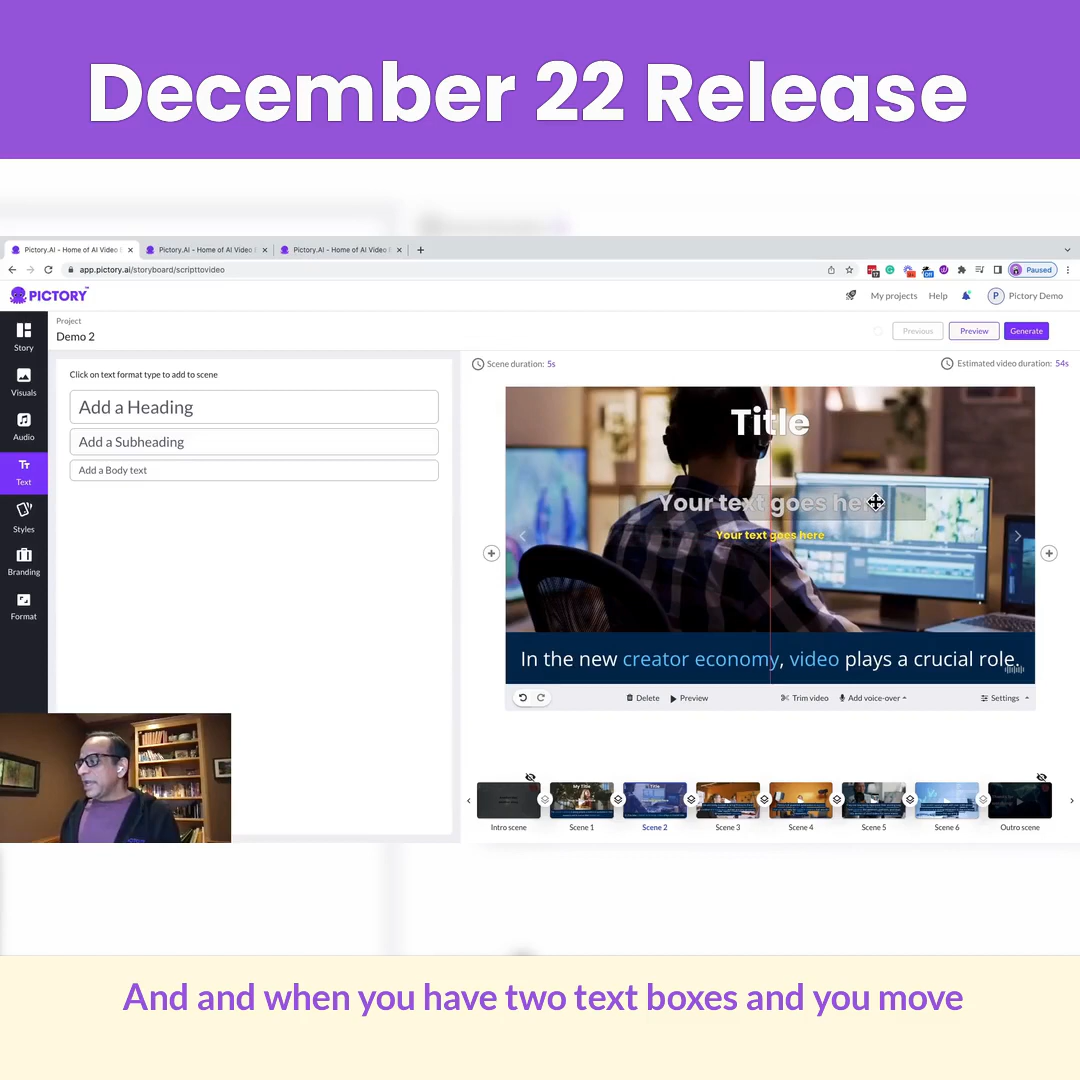 December 22 Release
Pictory.AI - Home of AI Video
Pictory.AI - Home of AI Video
Pictory.AI - Home of AI Video
app.pictory.ai/storyboard/scripttovideo
Paused
PICTORY
My projects
Help
P
Pictory Demo
Project
Demo 2
Previous
Preview
Generate
Story
Visuals
Audio
Tt
Text
Styles
Branding
Format
Click on text format type to add to scene
Add a Heading
Add a Subheading
Add a Body text
Scene duration: 5s
Estimated video duration: 54s
Title
Your text goes here
Your text goes here
In the new creator economy, video plays a crucial role.
Delete
Preview
Trim video
Add voice-over
Settings
Intro scene
Scene 1
Scene 2
Scene 3
Scene 4
Scene 5
Scene 6
Outro scene
And and when you have two text boxes and you move